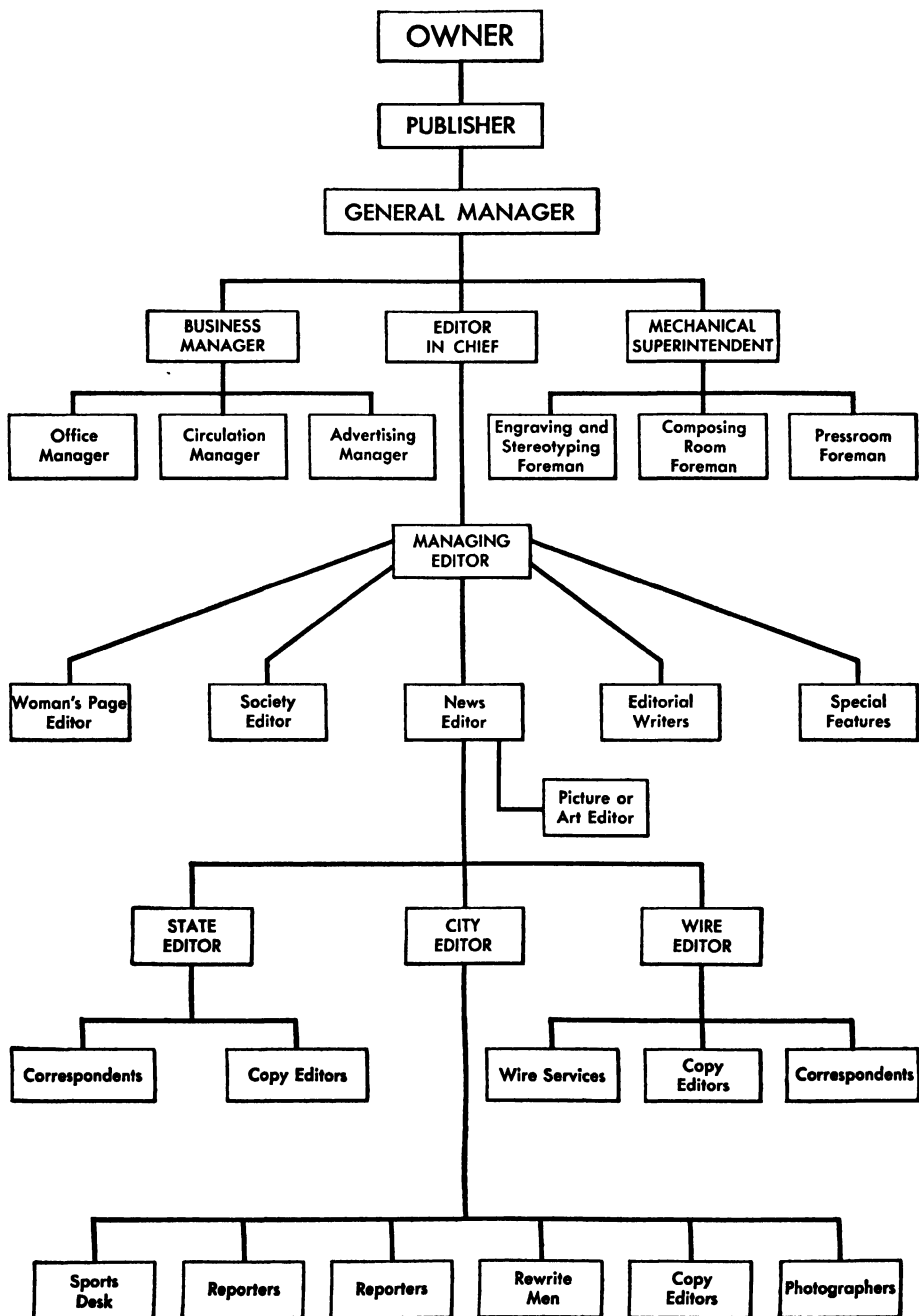 OWNER
PUBLISHER
GENERAL MANAGER
BUSINESS
MANAGER
EDITOR
IN CHIEF
MECHANICAL
SUPERINTENDENT
Office
Manager
Circulation
Manager
Advertising
Manager
Engraving and
Stereotyping
Foreman
Composing
Room
Foreman
Pressroom
Foreman
MANAGING
EDITOR
Woman's Page
Editor
Society
Editor
News
Editor
Editorial
Writers
Special
Features
Picture or
Art Editor
STATE
EDITOR
CITY
EDITOR
WIRE
EDITOR
Correspondents
Copy Editors
Wire Services
Copy
Editors
Correspondents
Sports
Desk
Reporters
Reporters
Rewrite
Men
Copy
Editors
Photographers